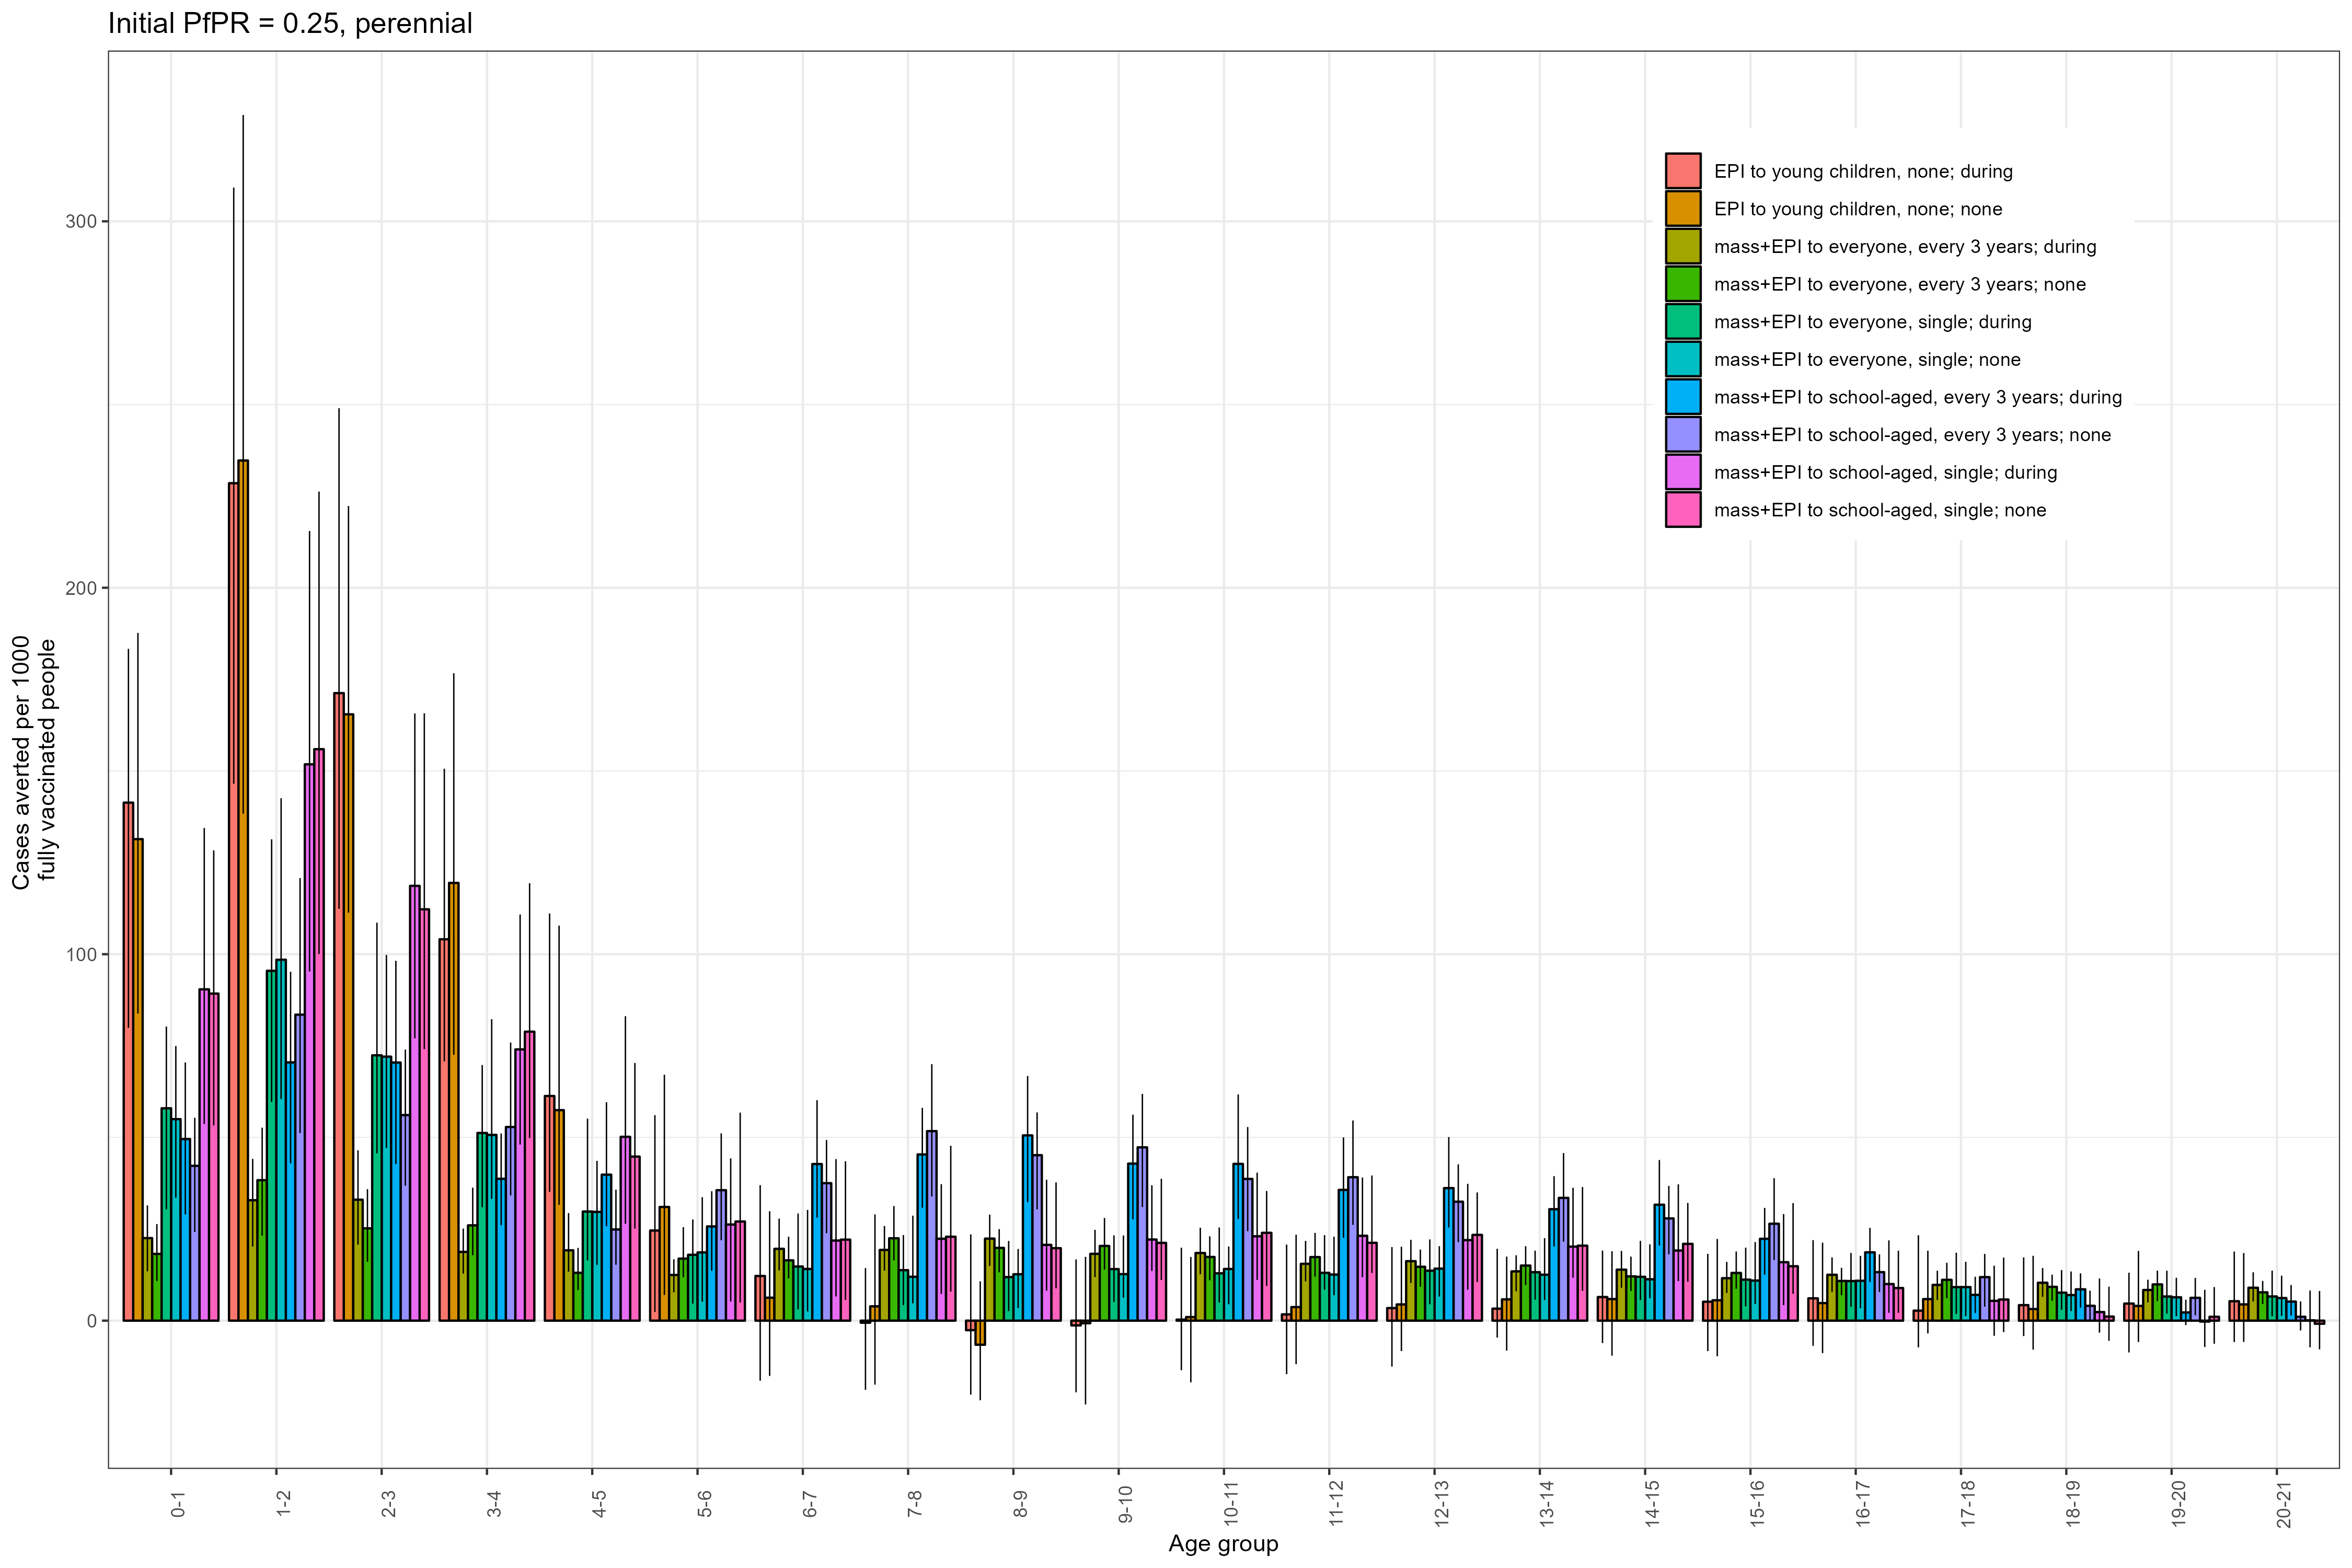 Initial PfPR = 0.25, perennial
Cases averted per 1000
fully vaccinated people
300
200
100
0
EPI to young children, none; during
EPI to young children, none; none
mass+EPI to everyone, every 3 years; during
mass+EPI to everyone, every 3 years; none
mass+EPI to everyone, single; during
mass+EPI to everyone, single; none
mass+EPI to school-aged, every 3 years; during
mass+EPI to school-aged, every 3 years; none
mass+EPI to school-aged, single; during
mass+EPI to school-aged, single; none
0-1
1-2
2-3
3-4
4-5
5-6
6-7
7-8
8-9
9-10
10-11
11-12
12-13
13-14
14-15
15-16
16-17
17-18
18-19
19-20
20-21
Age group